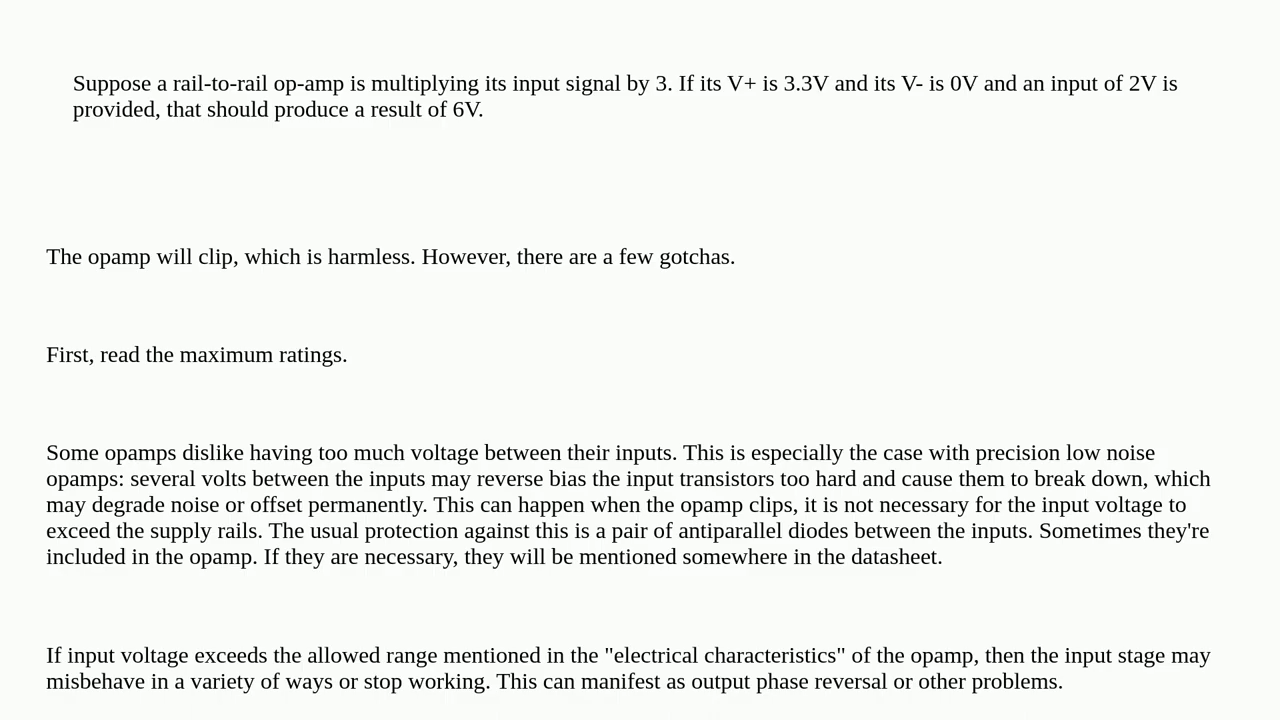 Suppose a rail-to-rail op-amp is multiplying its input signal by 3. If its V+ is 3.3V and its V- is 0V and an input of 2V is
provided, that should produce a result of 6V.
The opamp will clip, which is harmless. However, there are a few gotchas.
First, read the maximum ratings.
Some opamps dislike having too much voltage between their inputs. This is especially the case with precision low noise
opamps: several volts between the inputs may reverse bias the input transistors too hard and cause them to break down, which
may degrade noise or offset permanently. This can happen when the opamp clips, it is not necessary for the input voltage to
exceed the supply rails. The usual protection against this is a pair of antiparallel diodes between the inputs. Sometimes they're
included in the opamp. If they are necessary, they will be mentioned somewhere in the datasheet.
If input voltage exceeds the allowed range mentioned in the "electrical characteristics" of the opamp, then the input stage may
misbehave in a variety of ways or stop working. This can manifest as output phase reversal or other problems.